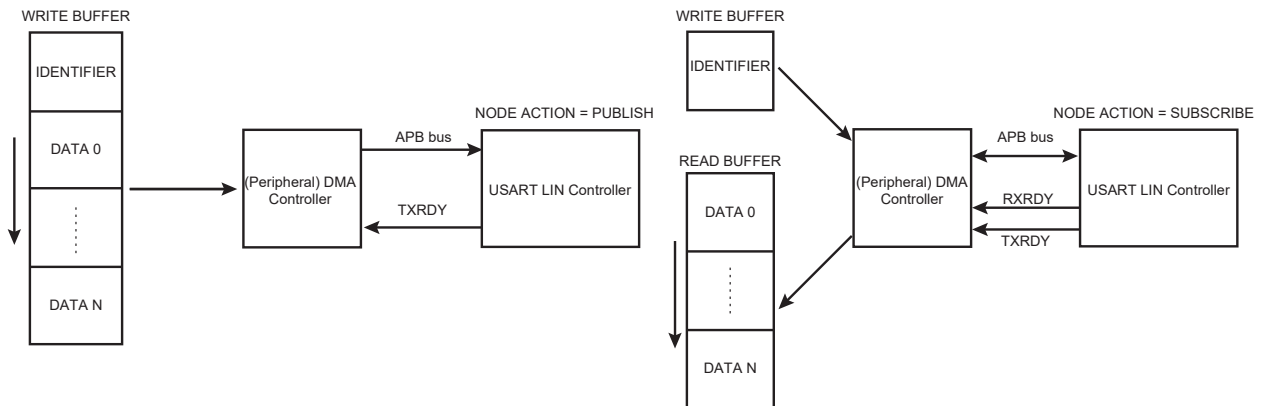 WRITE BUFFER
IDENTIFIER
DATA 0
DATA N
(Peripheral) DMA
Controller
APB bus
TXRDY
NODE ACTION = PUBLISH
USART LIN Controller
WRITE BUFFER
IDENTIFIER
READ BUFFER
DATA 0
DATA N
(Peripheral) DMA
Controller
APB bus
RXRDY
TXRDY
NODE ACTION = SUBSCRIBE
USART LIN Controller